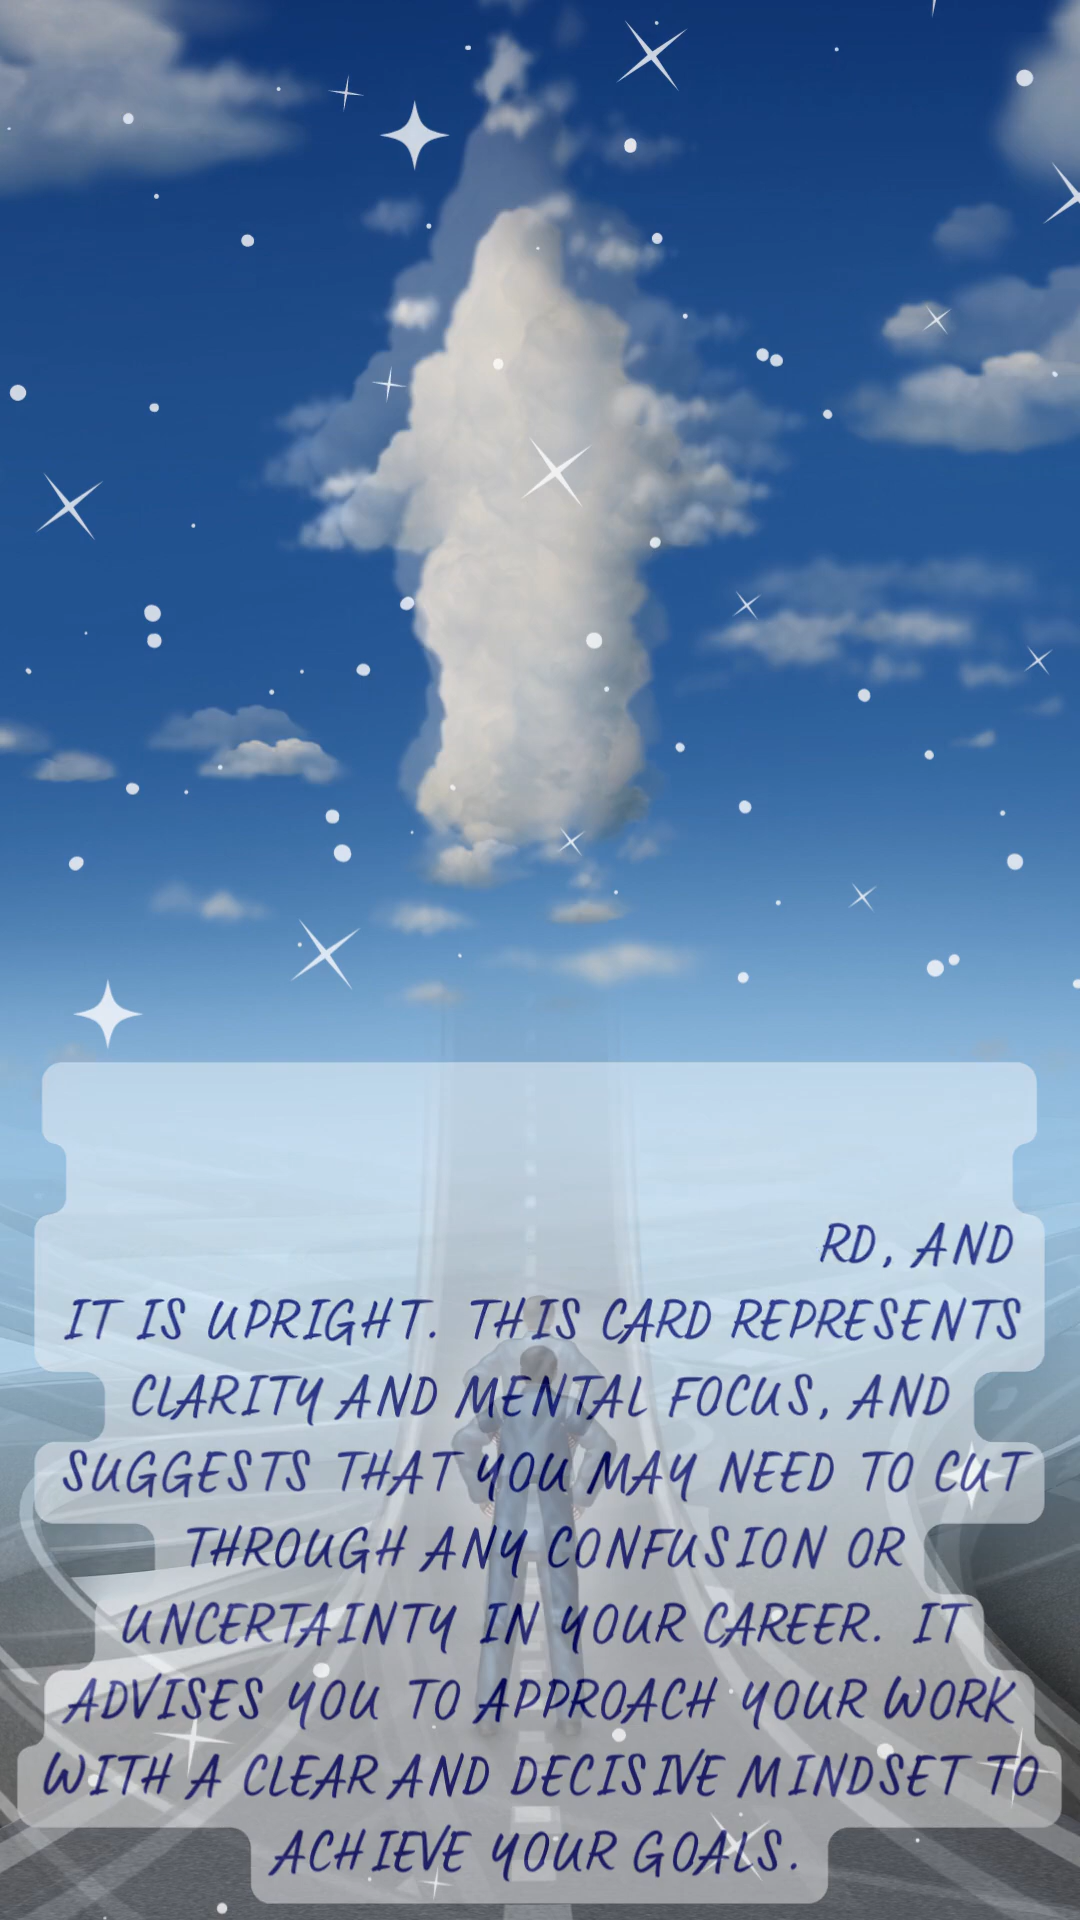 RD, AND
IT IS UPRIGHT. THIS CARD REPRESENTS
CLARITY AND MENTAL FOCUS, AND
SUGGESTS THAT YOU MAY NEED TO CUT
THROUGH ANY CONFUSION OR
UNCERTAINTY IN YOUR CAREER. IT
ADVISES YOU TO APPROACH YOUR WORK
WITH A CLEAR AND DECISIVE MINDSET TO
ACHIEVE YOUR GOALS.